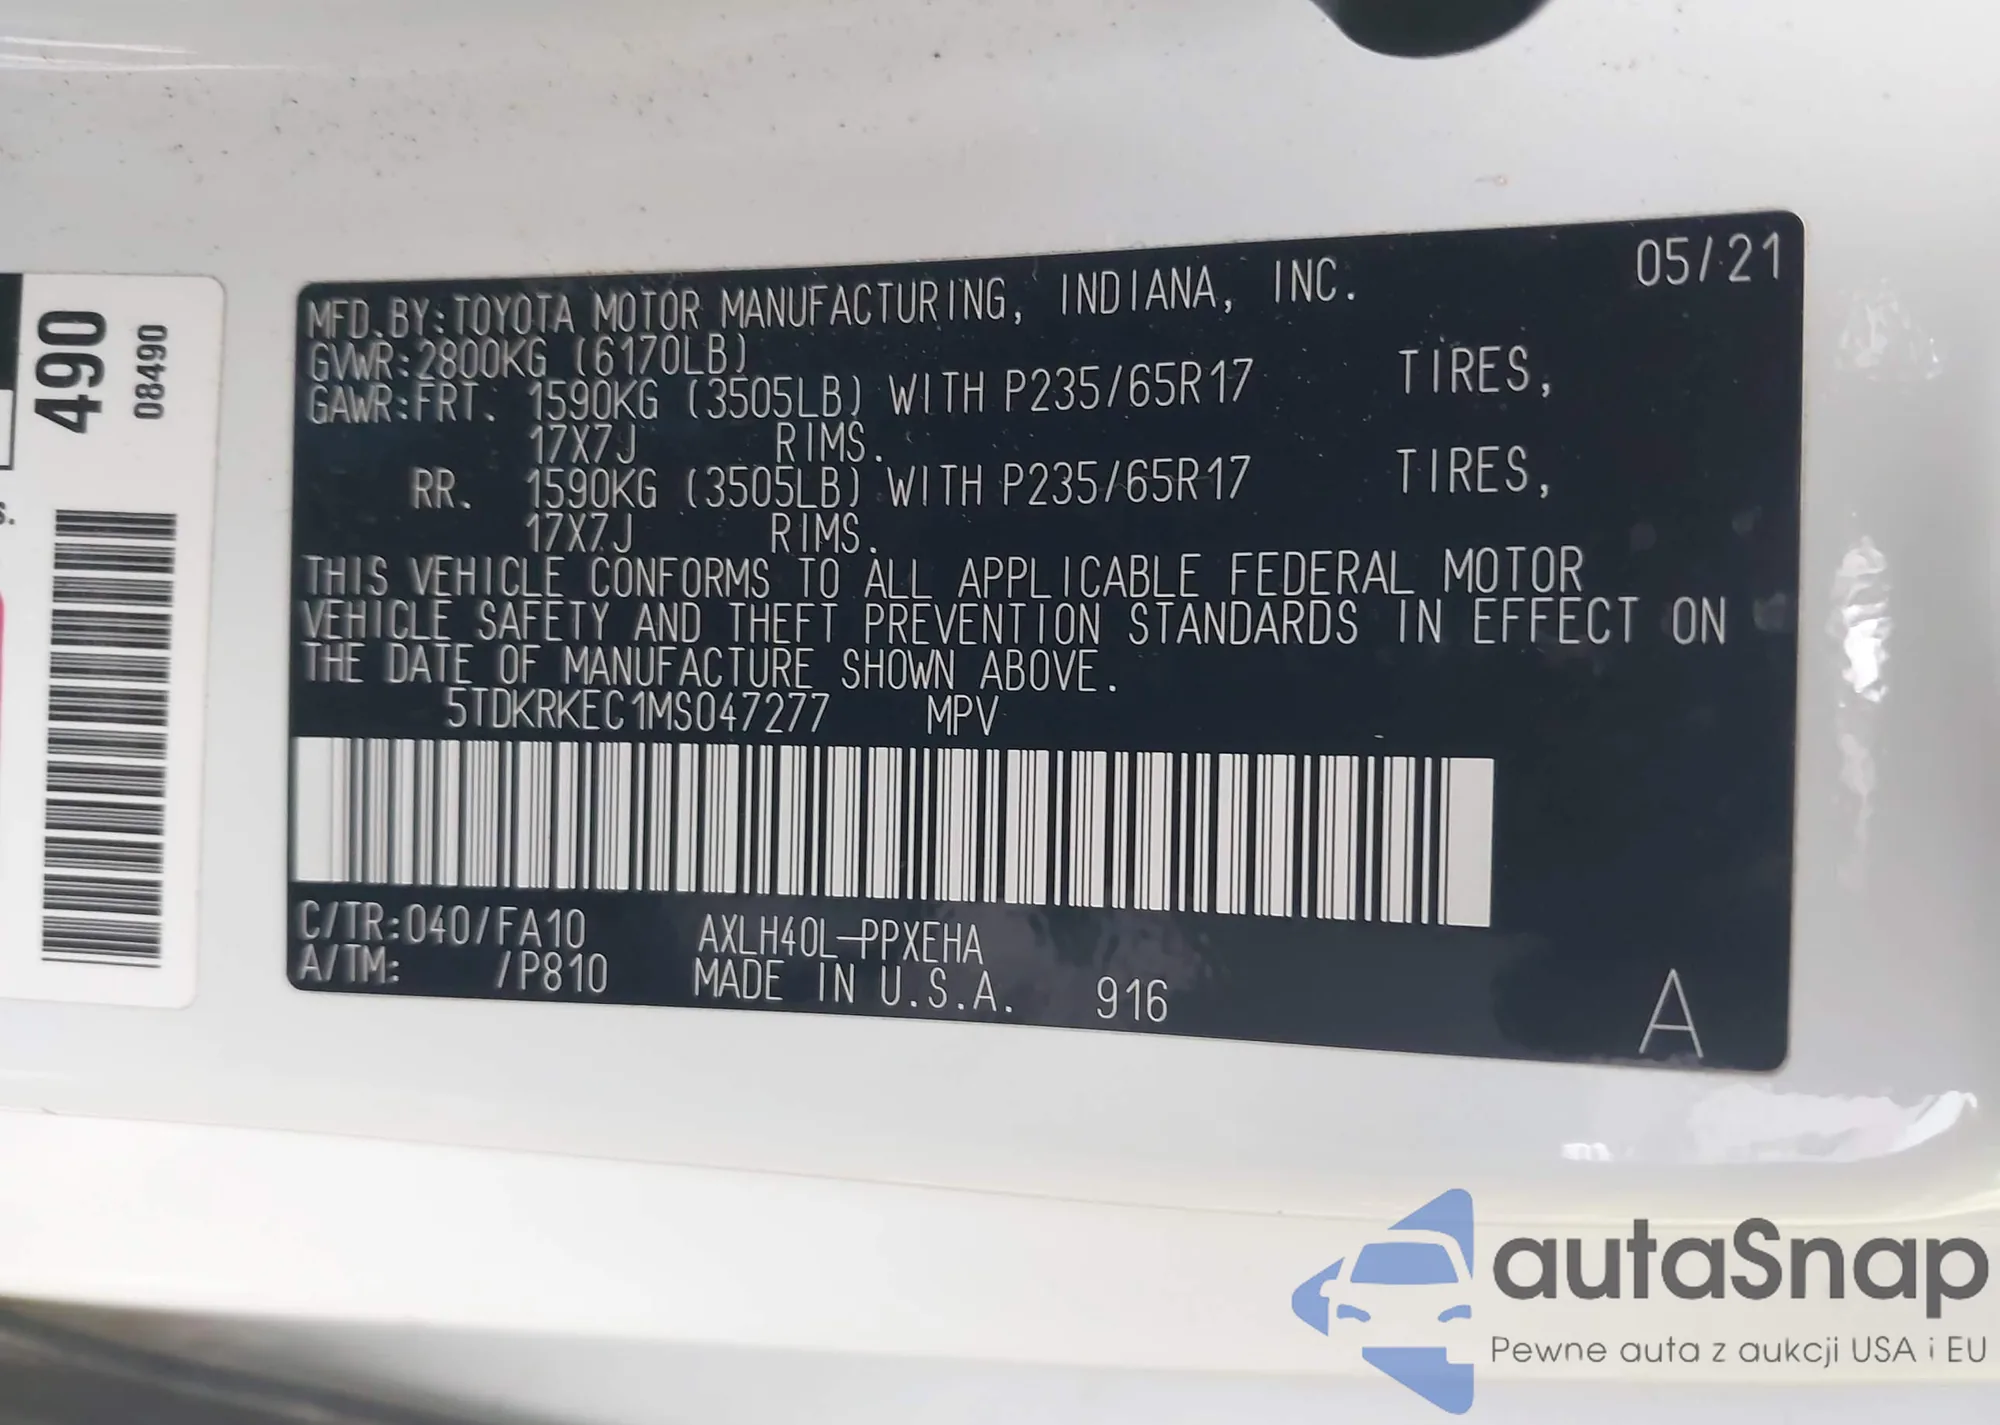 490
08490
s.
MFD.BY:TOYOTA MOTOR MANUFACTURING, INDIANA, INC. 05/21
GVWR:2800KG (6170LB)
GAWR:FRT. 1590KG (3505LB) WITH P235/65R17 TIRES,
17X7J RIMS.
RR. 1590KG (3505LB) WITH P235/65R17 TIRES,
17X7J RIMS.
THIS VEHICLE CONFORMS TO ALL APPLICABLE FEDERAL MOTOR
VEHICLE SAFETY AND THEFT PREVENTION STANDARDS IN EFFECT ON
THE DATE OF MANUFACTURE SHOWN ABOVE.
5TDKRKEC1MS047277 MPV
C/TR:040/FA10 AXLH40L-PPXEHA
A/TM: /P810 MADE IN U.S.A. 916 A
autaSnap
Pewne auta z aukcji USA i EU